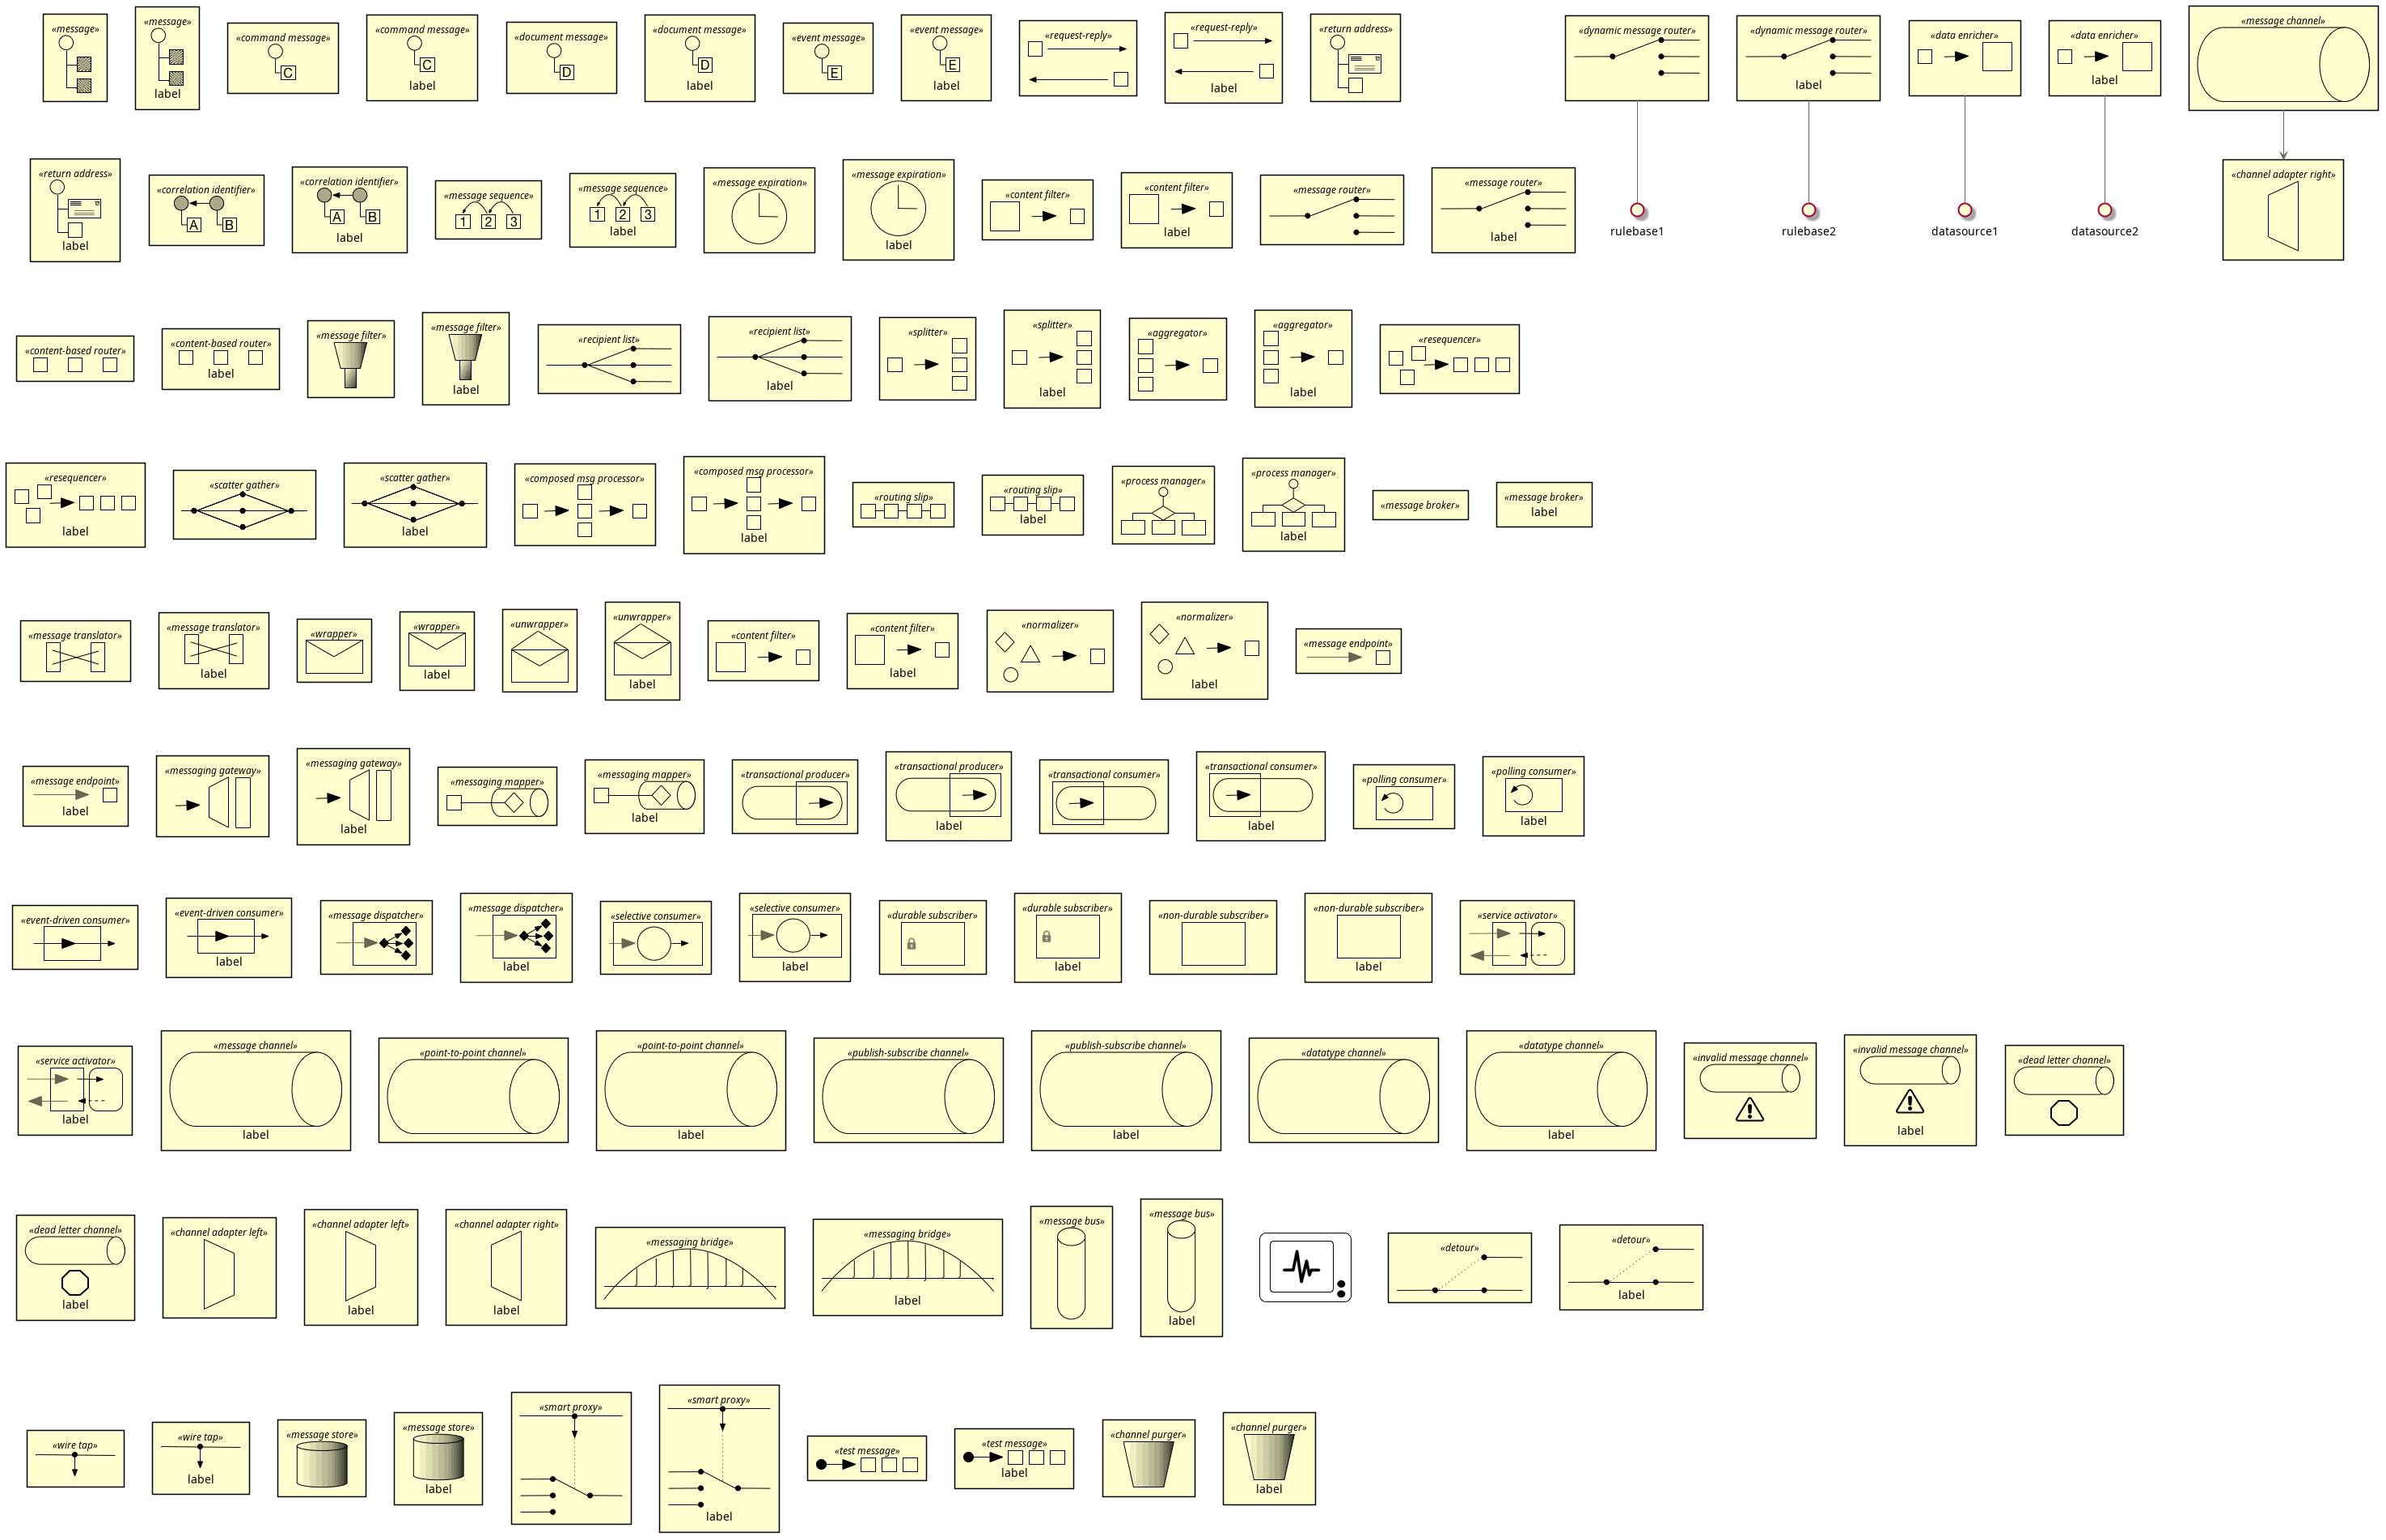 «message»
«message»
label
«command message»
C
«command message»
C
label
«document message»
D
«document message»
D
label
«event message»
E
«event message»
E
label
«request-reply»
«request-reply»
label
«return address»
«dynamic message router»
«dynamic message router»
label
«data enricher»
«data enricher»
label
«message channel»
«return address»
label
«correlation identifier»
A B
«correlation identifier»
A B
label
«message sequence»
1 2 3
«message sequence»
1 2 3
label
«message expiration»
«message expiration»
label
«content filter»
«content filter»
label
«message router»
«message router»
label
rulebase1
rulebase2
datasource1
datasource2
«channel adapter right»
«content-based router»
«content-based router»
label
«message filter»
«message filter»
label
«recipient list»
«recipient list»
label
«splitter»
«splitter»
label
«aggregator»
«aggregator»
label
«resequencer»
«resequencer»
label
«scatter gather»
«scatter gather»
label
«composed msg processor»
«composed msg processor»
label
«routing slip»
«routing slip»
label
«process manager»
«process manager»
label
«message broker»
«message broker»
label
«message translator»
«message translator»
label
«wrapper»
«wrapper»
label
«unwrapper»
«unwrapper»
label
«content filter»
«content filter»
label
«normalizer»
«normalizer»
label
«message endpoint»
«message endpoint»
label
«messaging gateway»
«messaging gateway»
label
«messaging mapper»
«messaging mapper»
label
«transactional producer»
«transactional producer»
label
«transactional consumer»
«transactional consumer»
label
«polling consumer»
«polling consumer»
label
«event-driven consumer»
«event-driven consumer»
label
«message dispatcher»
«message dispatcher»
label
«selective consumer»
«selective consumer»
label
«durable subscriber»
«durable subscriber»
label
«non-durable subscriber»
«non-durable subscriber»
label
«service activator»
«service activator»
label
«message channel»
label
«point-to-point channel»
«point-to-point channel»
label
«publish-subscribe channel»
«publish-subscribe channel»
label
«datatype channel»
«datatype channel»
label
«invalid message channel»
«invalid message channel»
label
«dead letter channel»
«dead letter channel»
label
«channel adapter left»
«channel adapter left»
label
«channel adapter right»
label
«messaging bridge»
«messaging bridge»
label
«message bus»
«message bus»
label
«detour»
«detour»
label
«wire tap»
«wire tap»
label
«message store»
«message store»
label
«smart proxy»
«smart proxy»
label
«test message»
«test message»
label
«channel purger»
«channel purger»
label